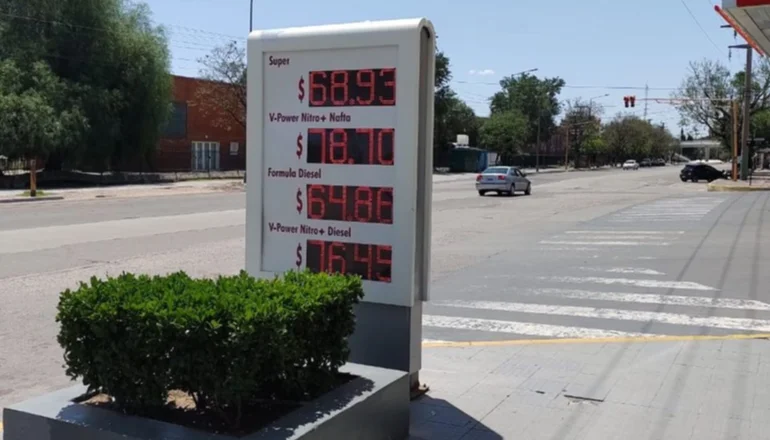 Super
$ 68.93
V-Power Nitro+ Nafta
$ 78.70
Formula Diesel
$ 64.86
V-Power Nitro+ Diesel
$ 76.45